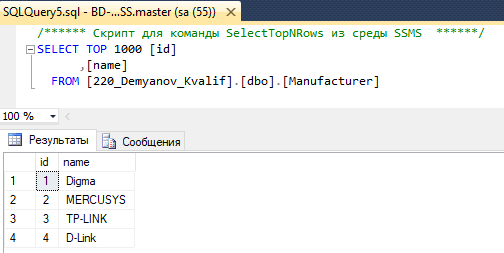 SQLQuery5.sql - BD-...SS.master (sa (55))* ×
/****** Скрипт для команды SelectTopNRows из среды SSMS ******/
SELECT TOP 1000 [id]
,[name]
FROM [220_Demyanov_Kvalif].[dbo].[Manufacturer]
100 %
Результаты Сообщения
id name
1 1 Digma
2 2 MERCUSYS
3 3 TP-LINK
4 4 D-Link